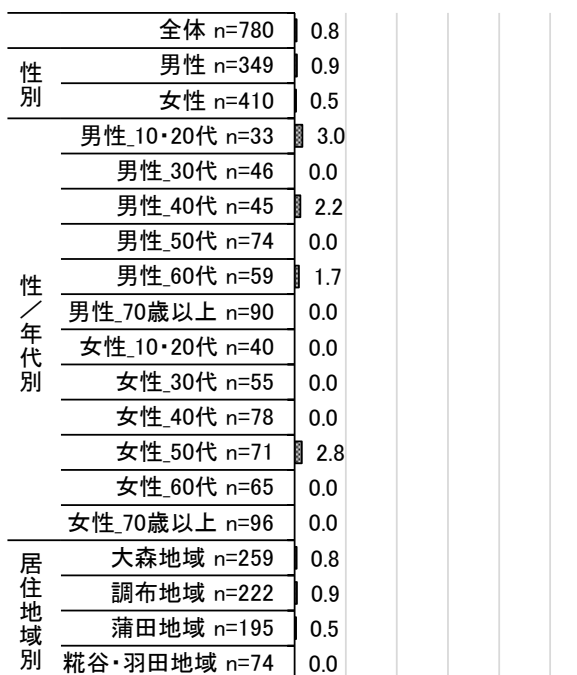 全体 n=780 0.8
性別
男性 n=349 0.9
女性 n=410 0.5
性／年代別
男性_10・20代 n=33 3.0
男性_30代 n=46 0.0
男性_40代 n=45 2.2
男性_50代 n=74 0.0
男性_60代 n=59 1.7
男性_70歳以上 n=90 0.0
女性_10・20代 n=40 0.0
女性_30代 n=55 0.0
女性_40代 n=78 0.0
女性_50代 n=71 2.8
女性_60代 n=65 0.0
女性_70歳以上 n=96 0.0
居住地域別
大森地域 n=259 0.8
調布地域 n=222 0.9
蒲田地域 n=195 0.5
糀谷・羽田地域 n=74 0.0